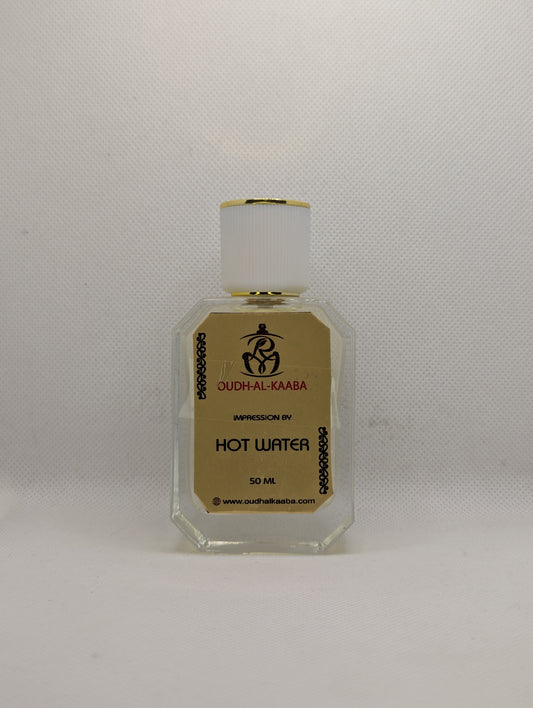 OUDH-AL-KAABA
IMPRESSION BY
HOT WATER
50 ML
www.oudhalkaaba.com